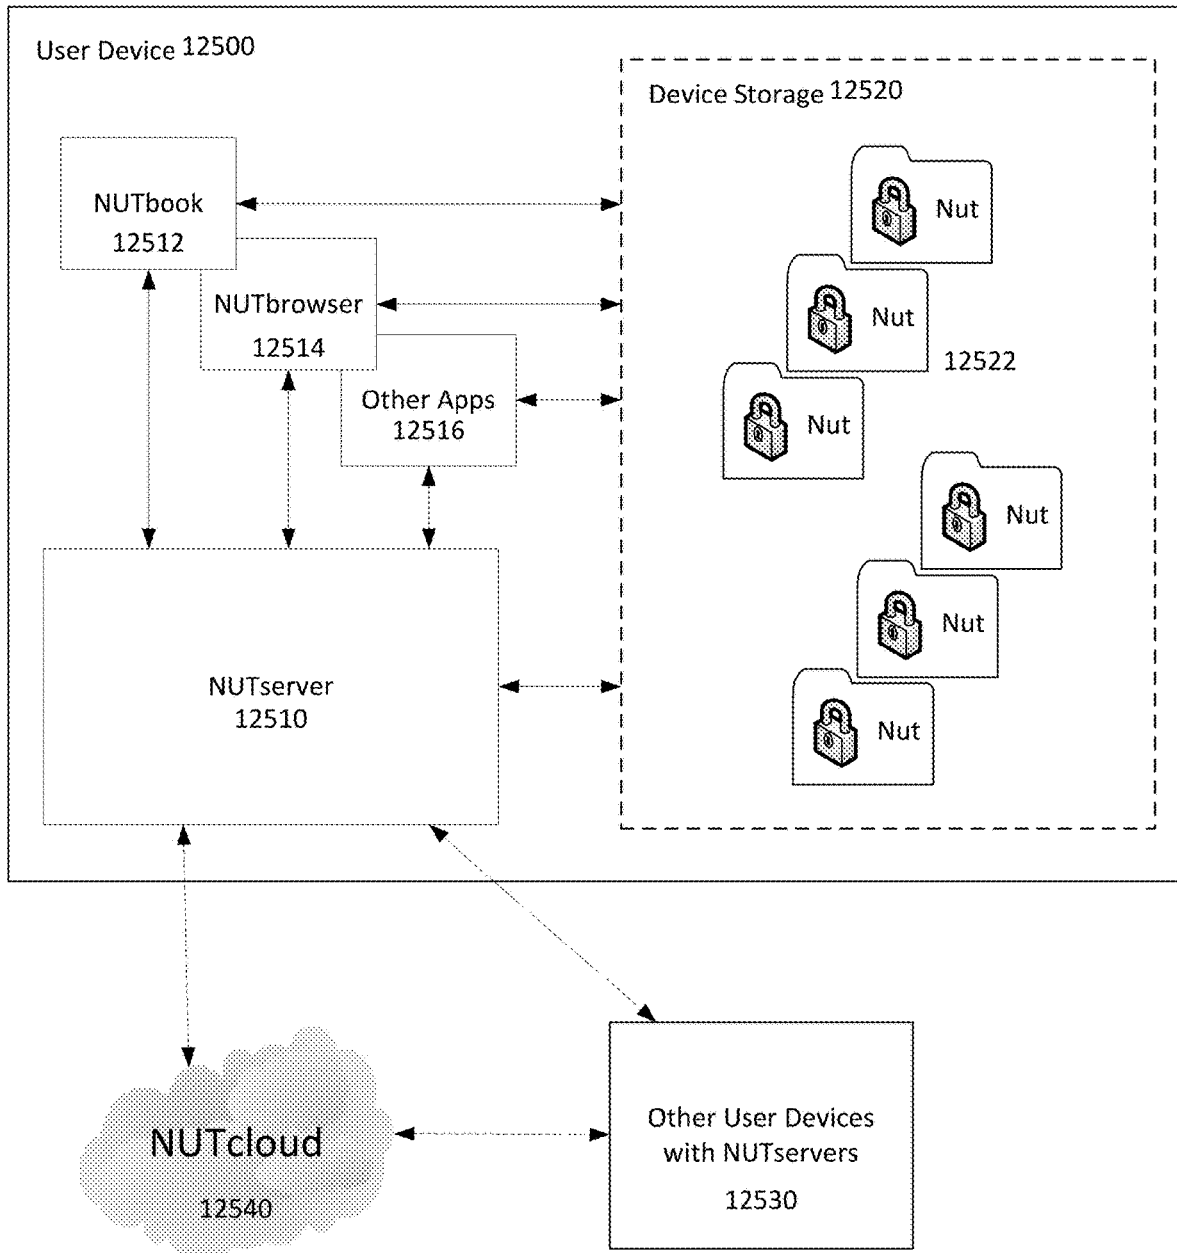 User Device 12500
Device Storage 12520
NUTbook
12512
NUTbrowser
12514
Other Apps
12516
Nut
Nut
12522
Nut
Nut
Nut
Nut
NUTserver
12510
NUTcloud
12540
Other User Devices
with NUTservers
12530